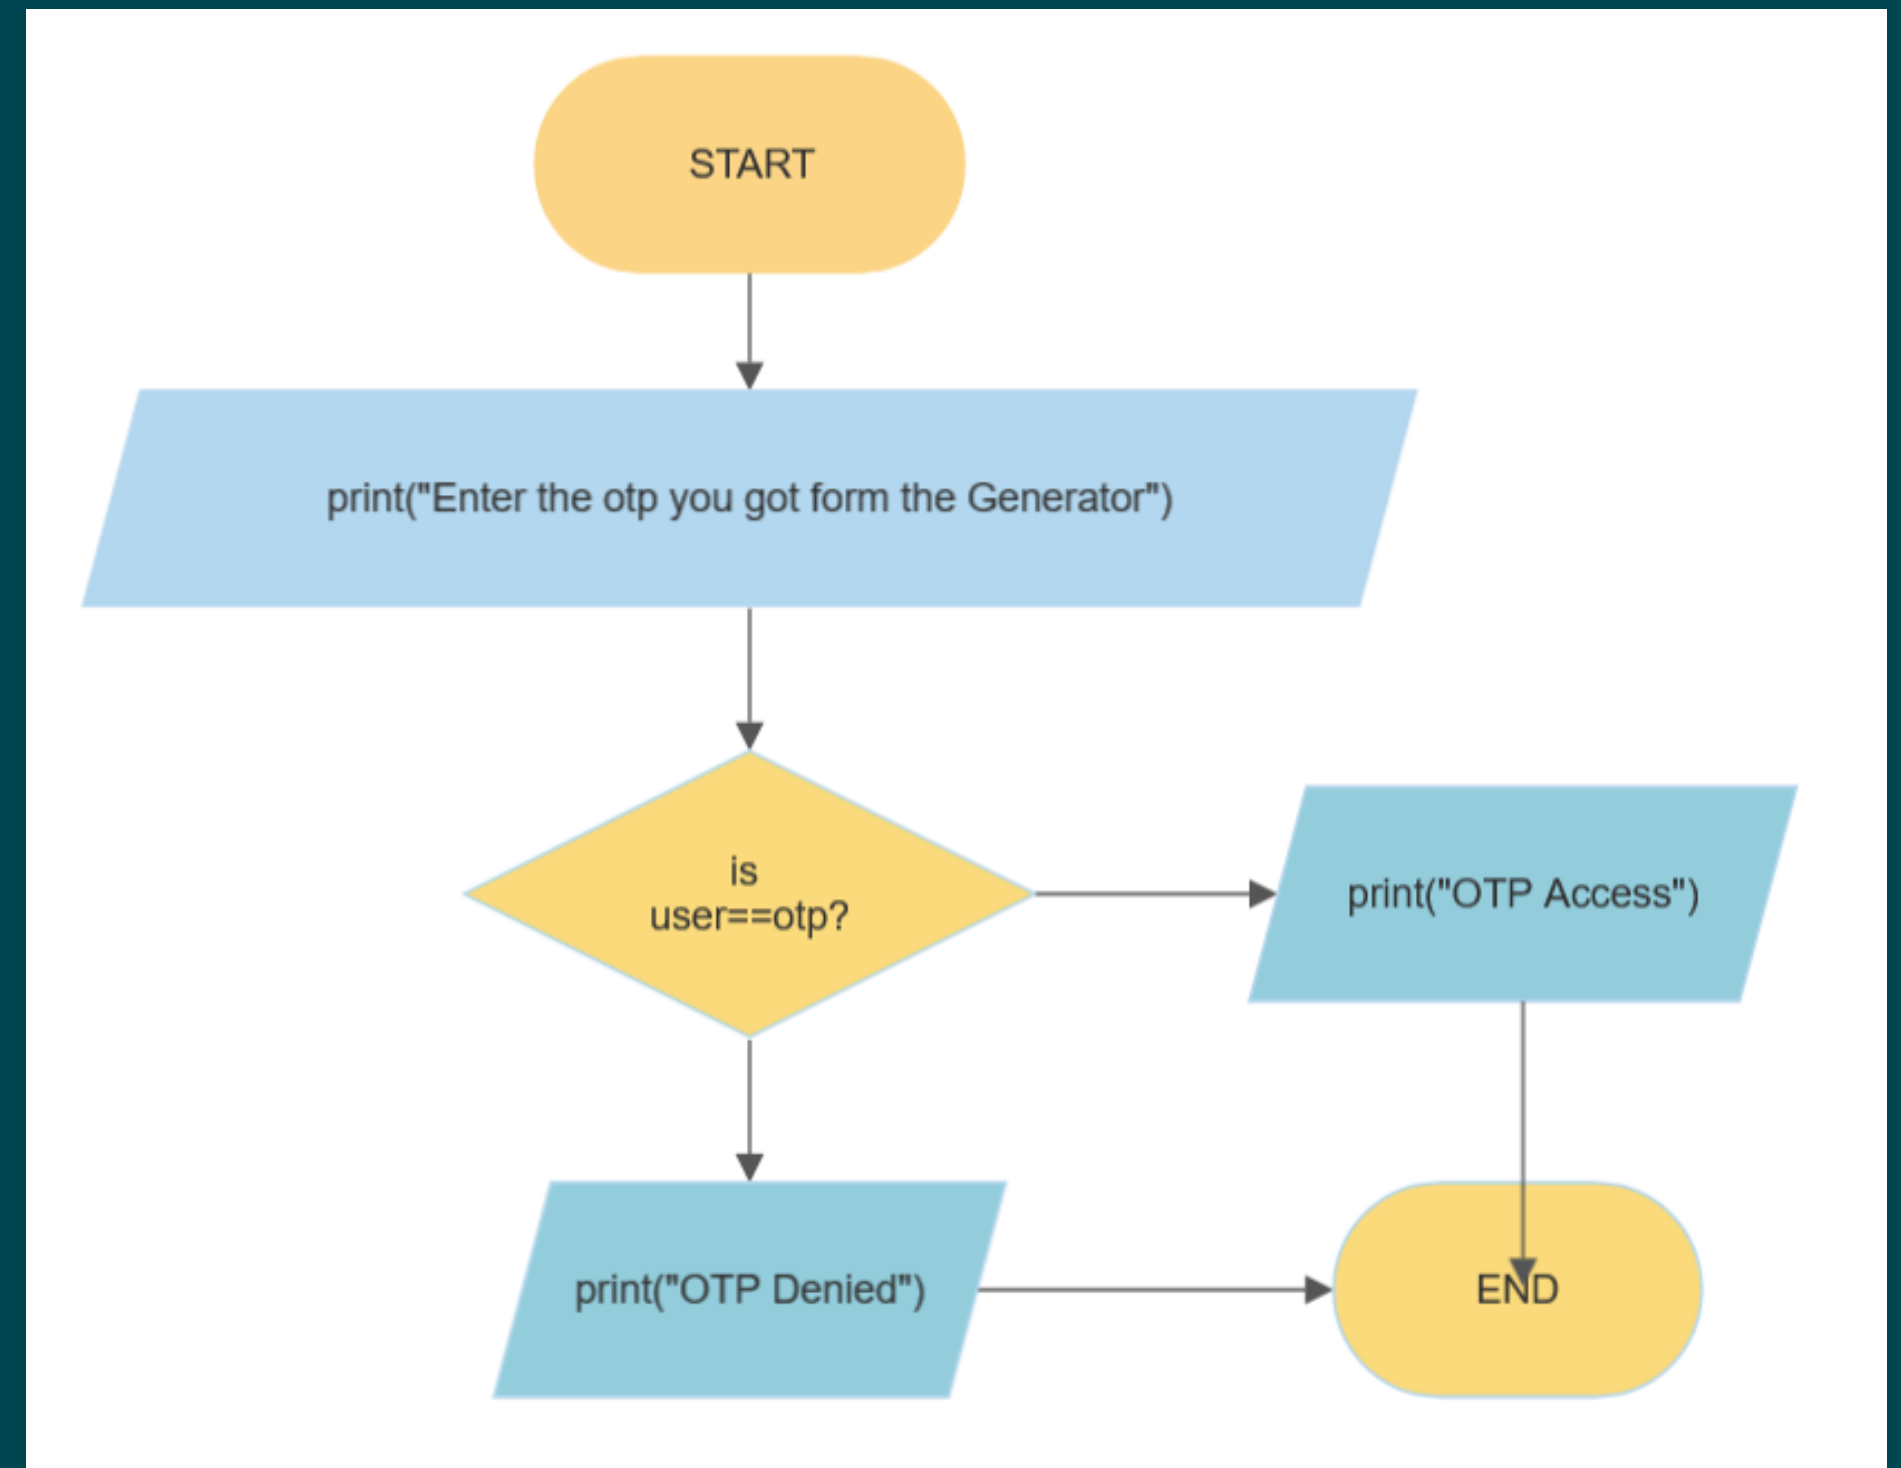 START
print("Enter the otp you got form the Generator")
is
user==otp?
print("OTP Access")
print("OTP Denied")
END